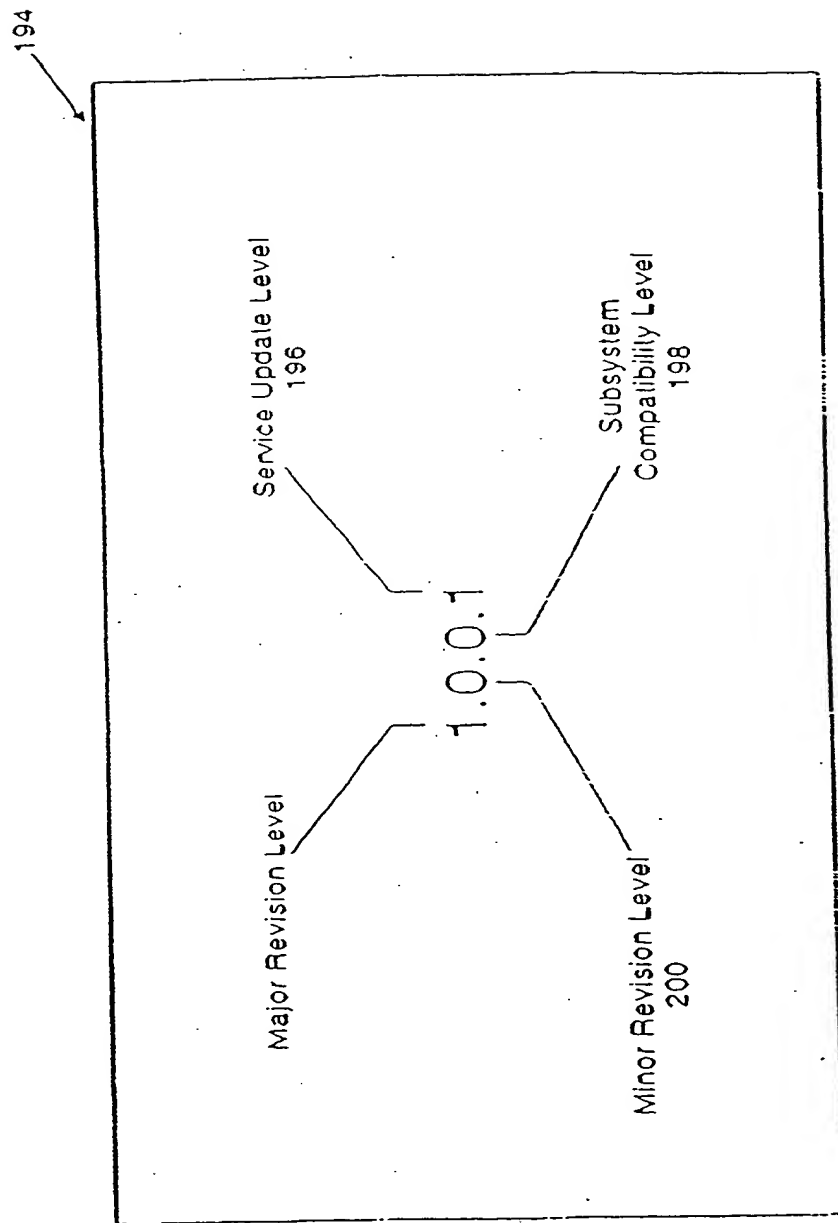 194
Major Revision Level
Service Update Level
196
1.0.0.1
Minor Revision Level
200
Subsystem
Compatibility Level
198